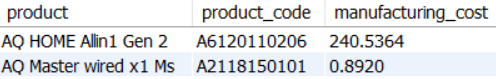 product product_code manufacturing_cost
AQ HOME Allin1 Gen 2 A6120110206 240.5364
AQ Master wired x1 Ms A2118150101 0.8920